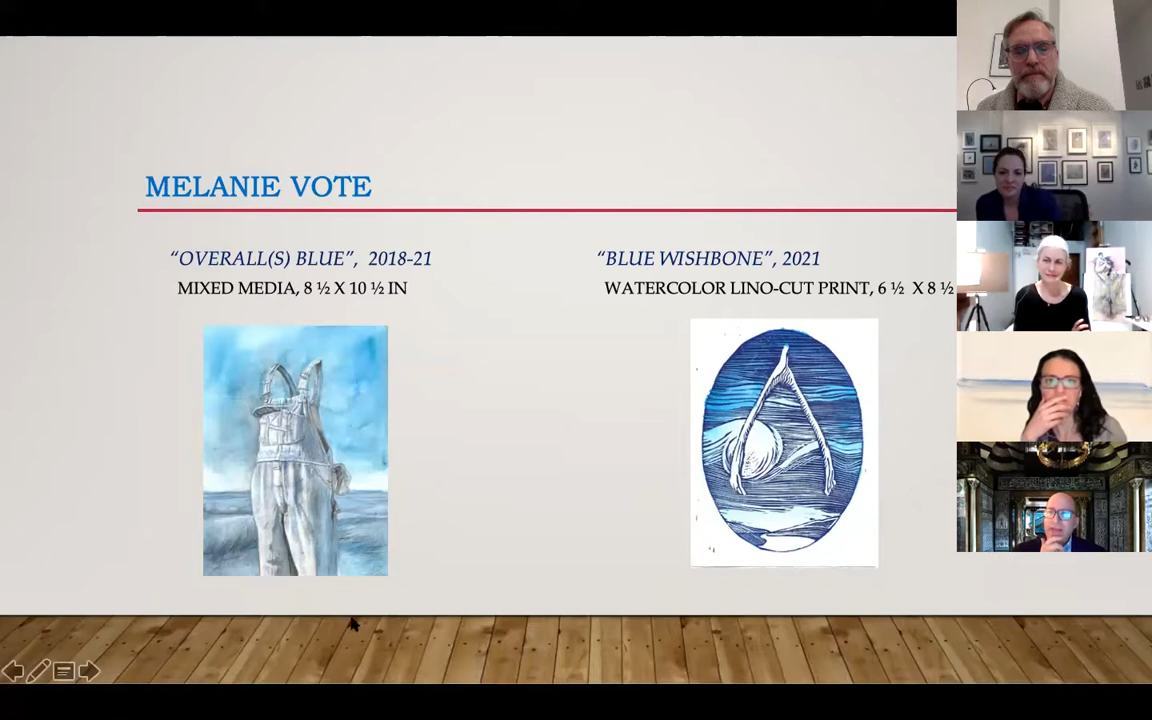 MELANIE VOTE
“OVERALL(S) BLUE”, 2018-21
MIXED MEDIA, 8 ½ X 10 ½ IN
“BLUE WISHBONE”, 2021
WATERCOLOR LINO-CUT PRINT, 6 ½ X 8 ½